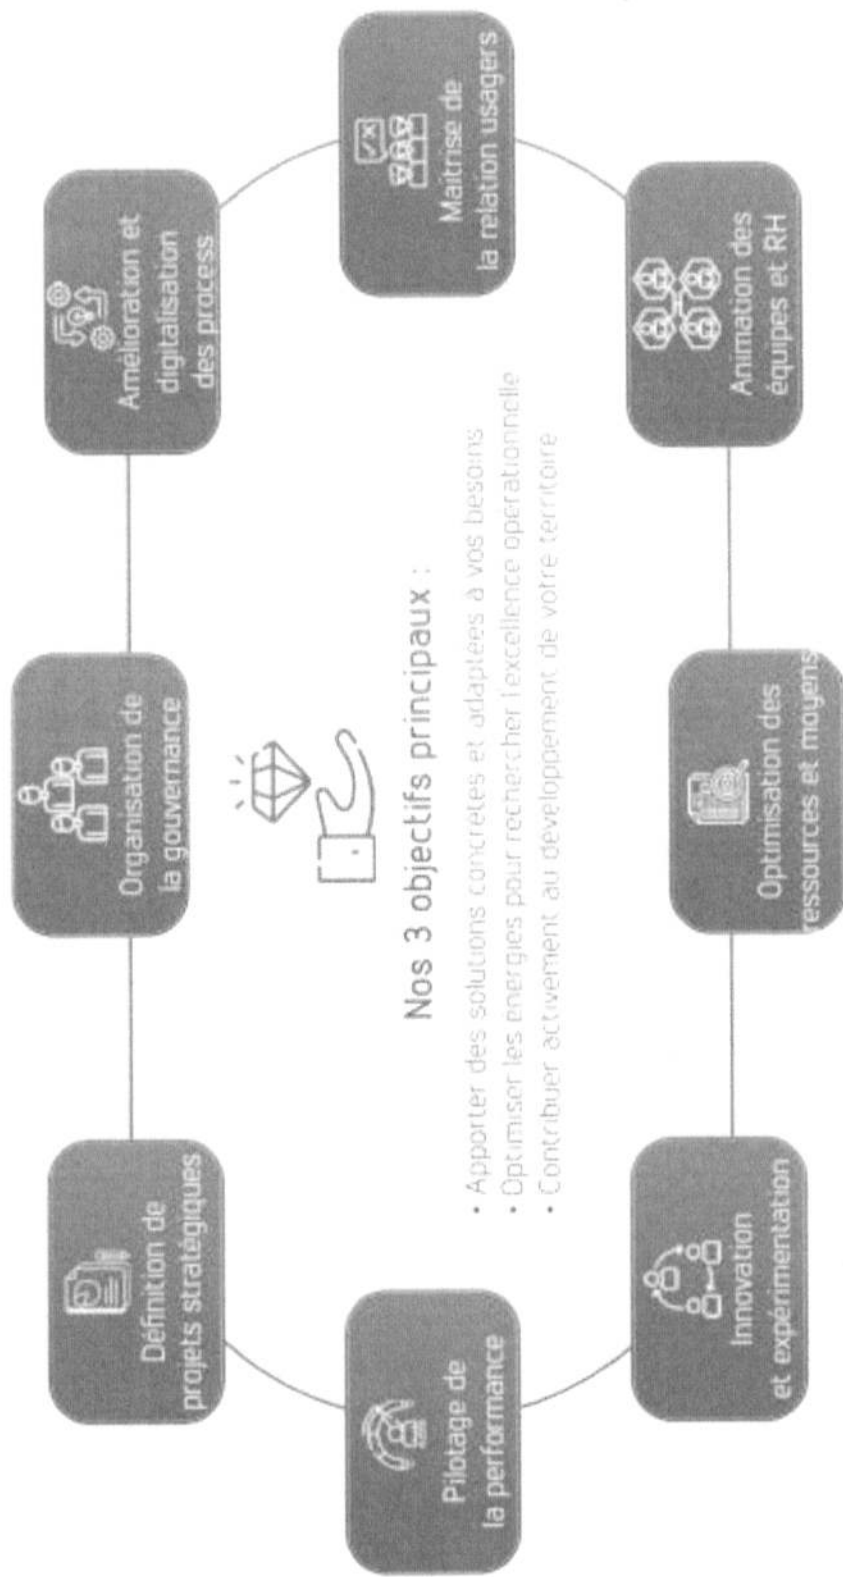 Définition de
projets stratégiques
Organisation de
la gouvernance
Amélioration et
digitalisation
des process
Pilotage de
la performance
Nos 3 objectifs principaux :
• Apporter des solutions concrètes et adaptées à vos besoins
• Optimiser les énergies pour rechercher l'excellence opérationnelle
• Contribuer activement au développement de votre territoire
Maitrise de
la relation usagers
Innovation
et expérimentation
Optimisation des
ressources et moyens
Animation des
équipes et RH